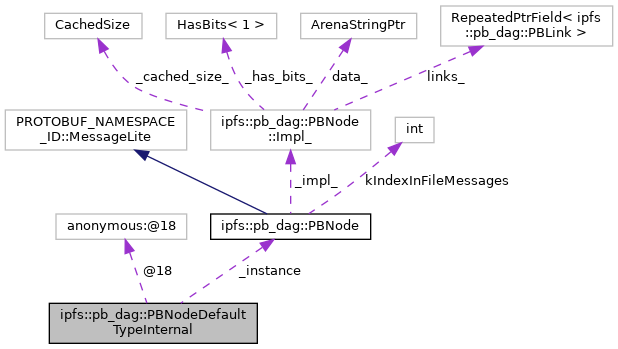 CachedSize
HasBits< 1 >
ArenaStringPtr
RepeatedPtrField< ipfs
::pb_dag::PBLink >
_cached_size_
_has_bits_
data_
links_
PROTOBUF_NAMESPACE
_ID::MessageLite
ipfs::pb_dag::PBNode
::Impl_
int
_impl_
kIndexInFileMessages
anonymous:@18
ipfs::pb_dag::PBNode
@18
_instance
ipfs::pb_dag::PBNodeDefault
TypeInternal